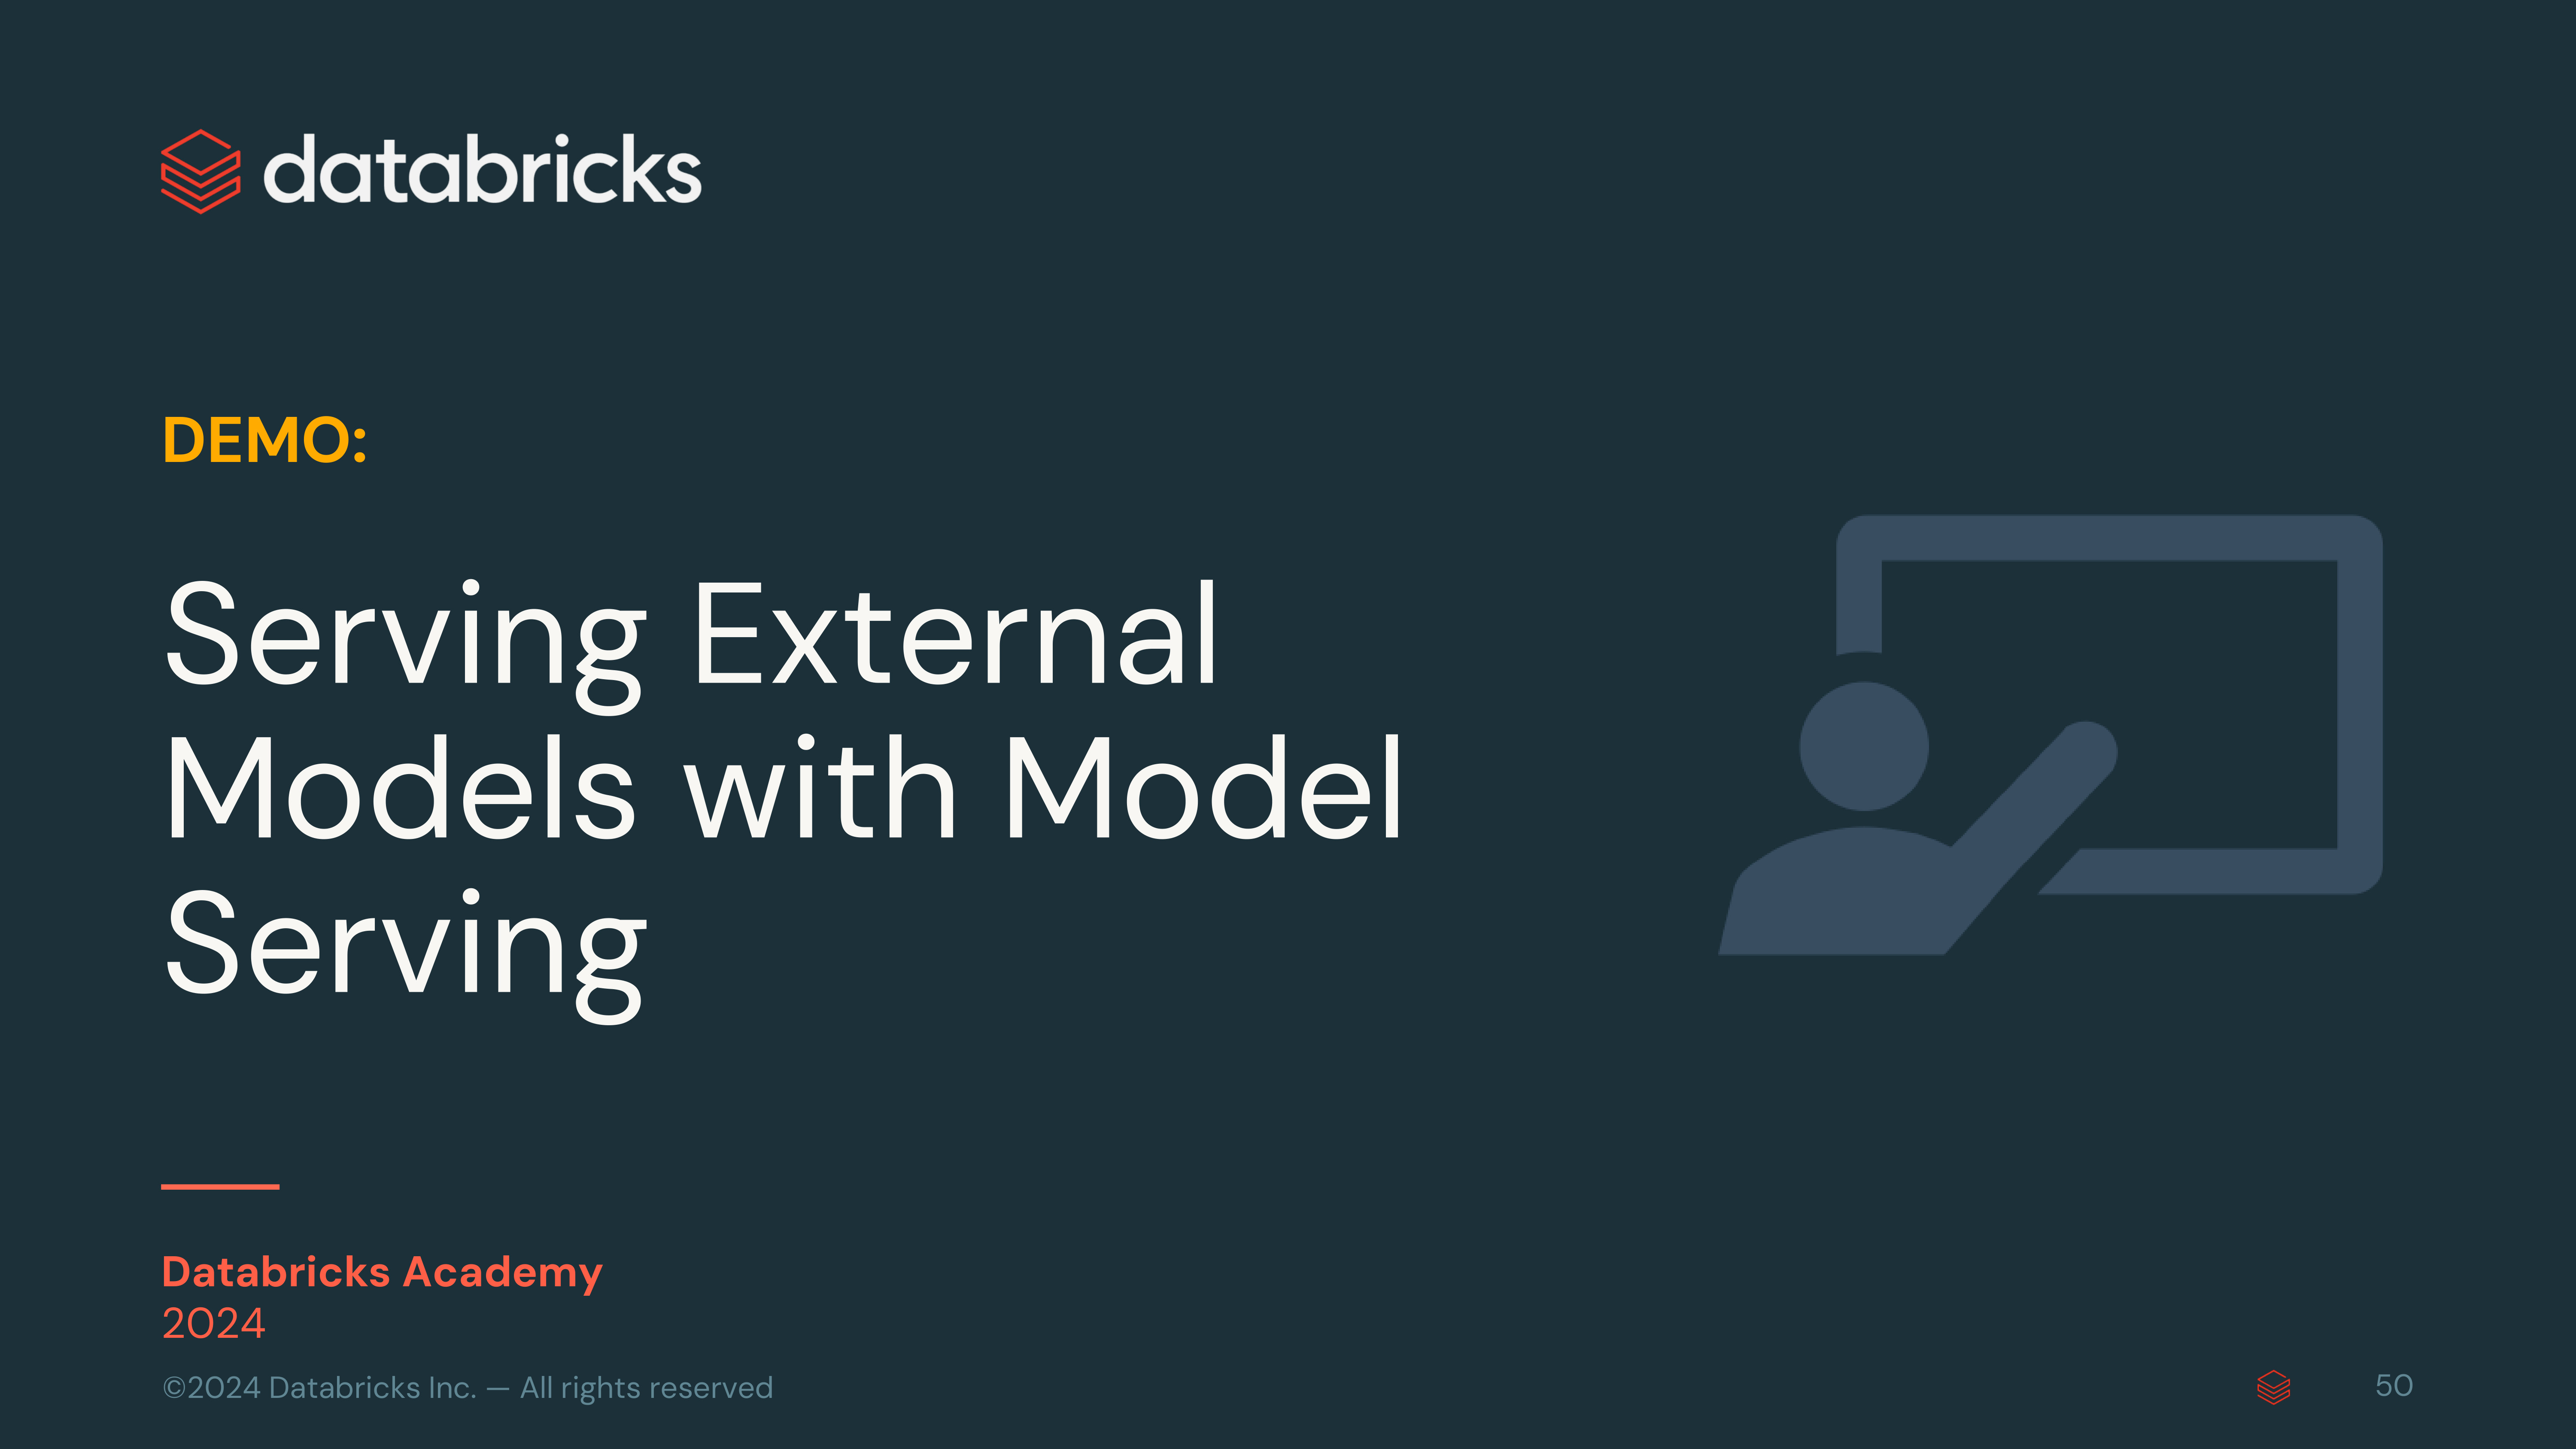 databricks
DEMO:
Serving External
Models with Model
Serving
Databricks Academy
2024
©2024 Databricks Inc. — All rights reserved
50